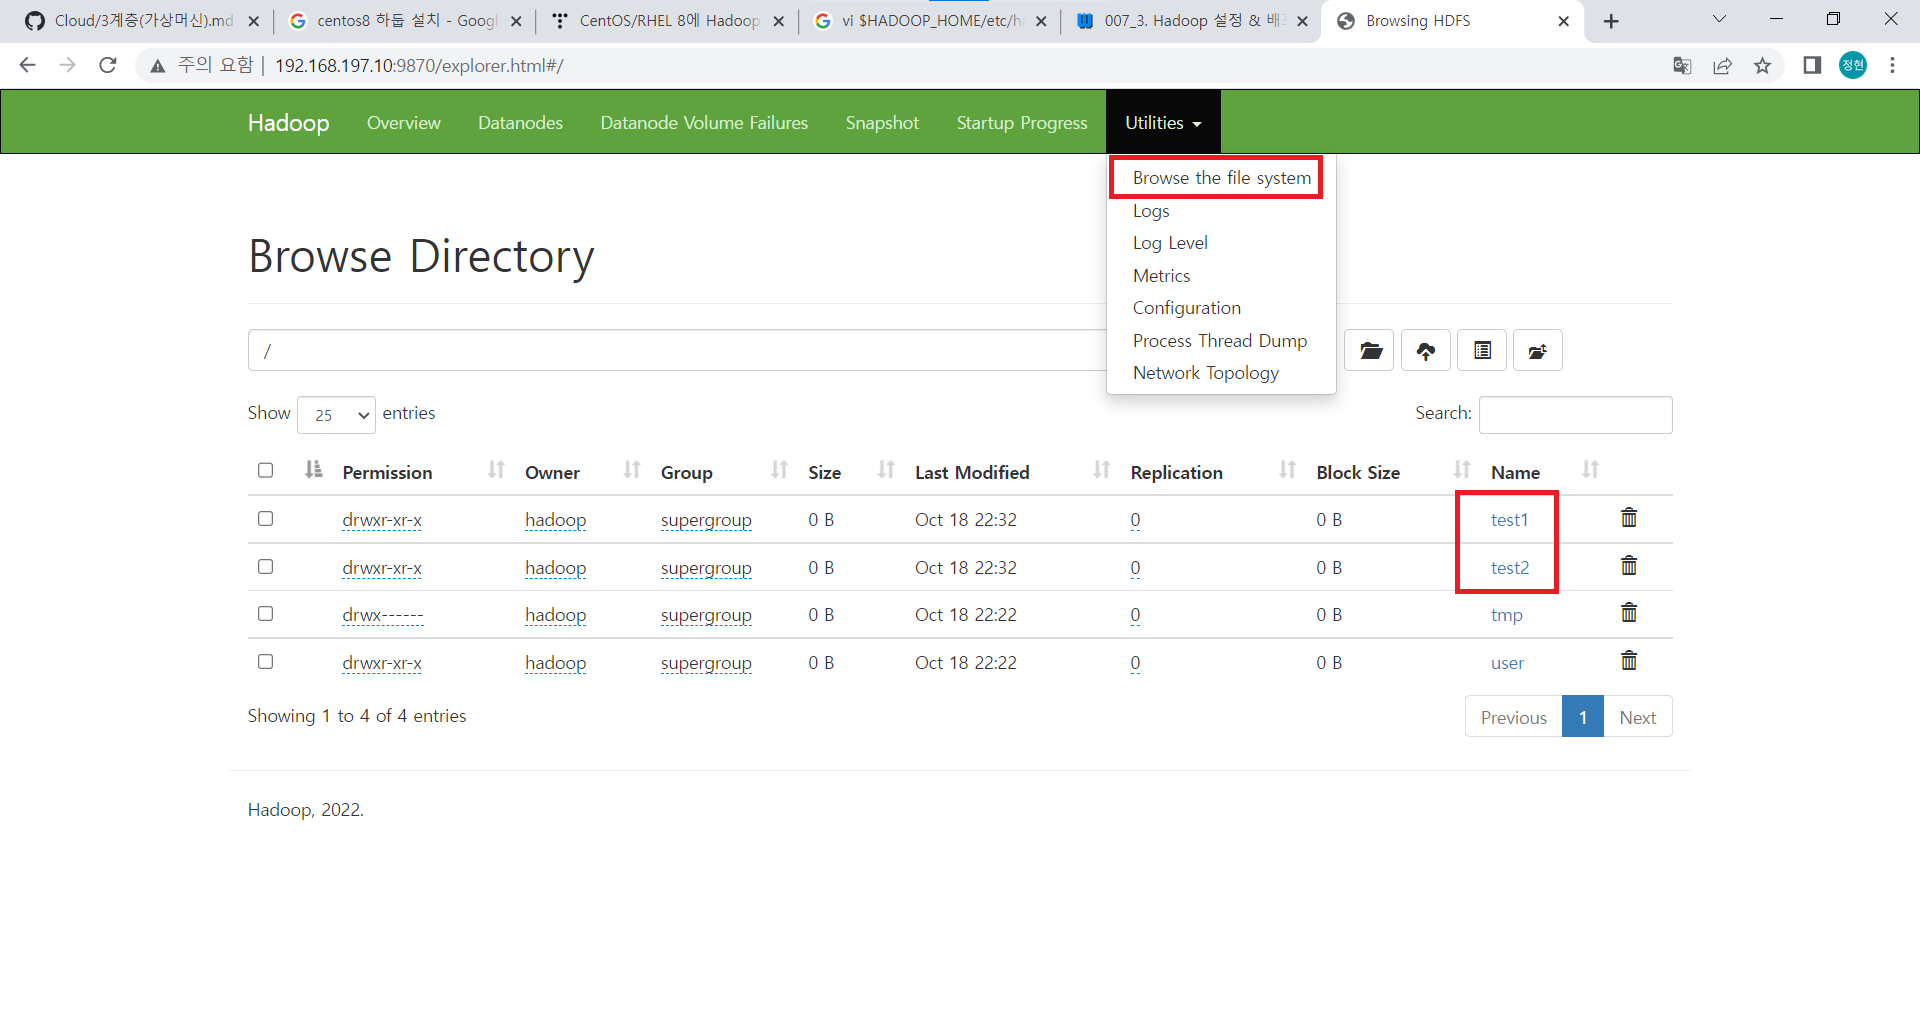 Cloud/3계층(가상머신).md
centos8 하둡 설치 - Googl
CentOS/RHEL 8에 Hadoop
vi $HADOOP_HOME/etc/ha
007_3. Hadoop 설정 & 배포
Browsing HDFS
주의 요함 | 192.168.197.10:9870/explorer.html#/
정현
Hadoop Overview Datanodes Datanode Volume Failures Snapshot Startup Progress Utilities
Browse the file system
Logs
Log Level
Metrics
Configuration
Process Thread Dump
Network Topology
Browse Directory
/
Show 25 entries
Search:
Permission Owner Group Size Last Modified Replication Block Size Name
drwxr-xr-x hadoop supergroup 0 B Oct 18 22:32 0 0 B test1
drwxr-xr-x hadoop supergroup 0 B Oct 18 22:32 0 0 B test2
drwx------ hadoop supergroup 0 B Oct 18 22:22 0 0 B tmp
drwxr-xr-x hadoop supergroup 0 B Oct 18 22:22 0 0 B user
Showing 1 to 4 of 4 entries
Previous 1 Next
Hadoop, 2022.